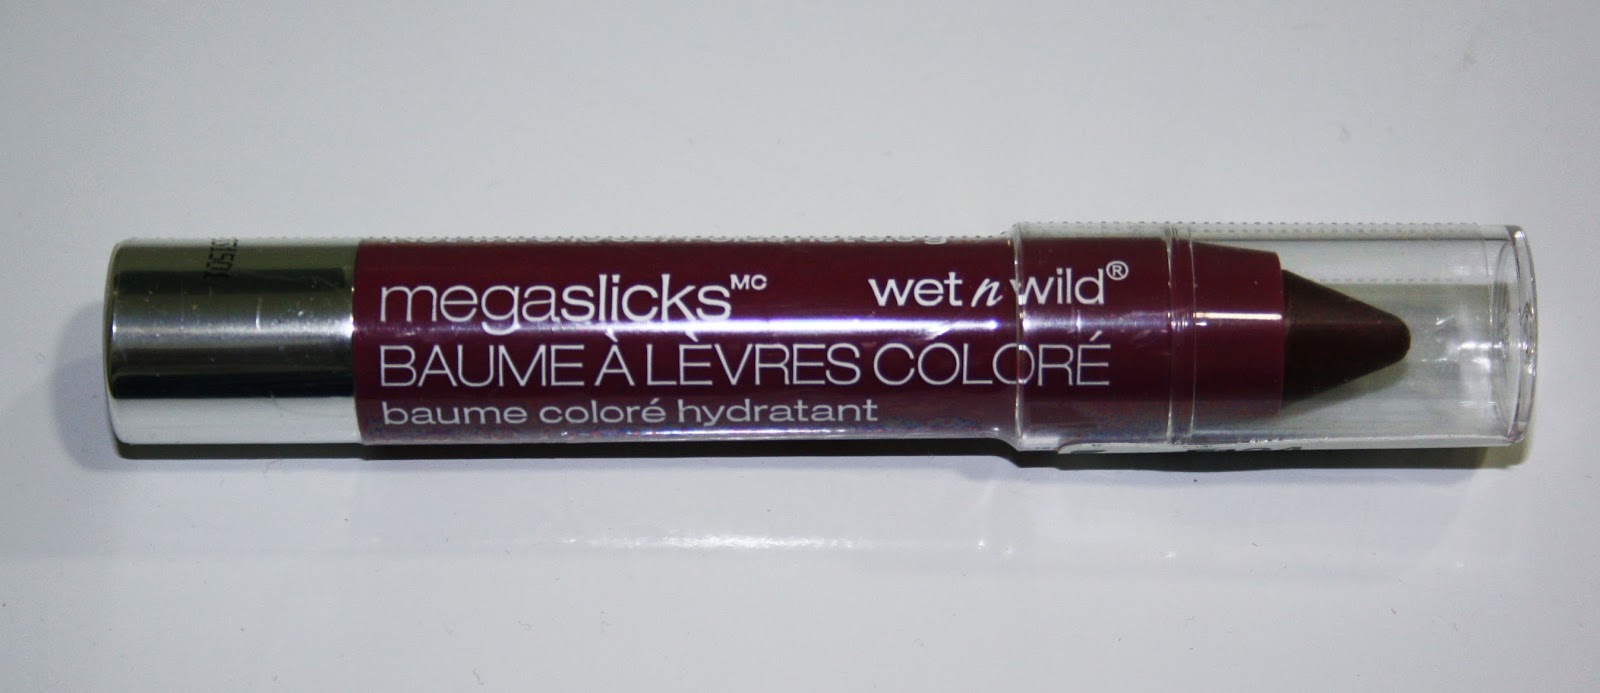 megaslicksᴹᶜ wet n wild®
BAUME À LÈVRES COLORÉ
baume coloré hydratant